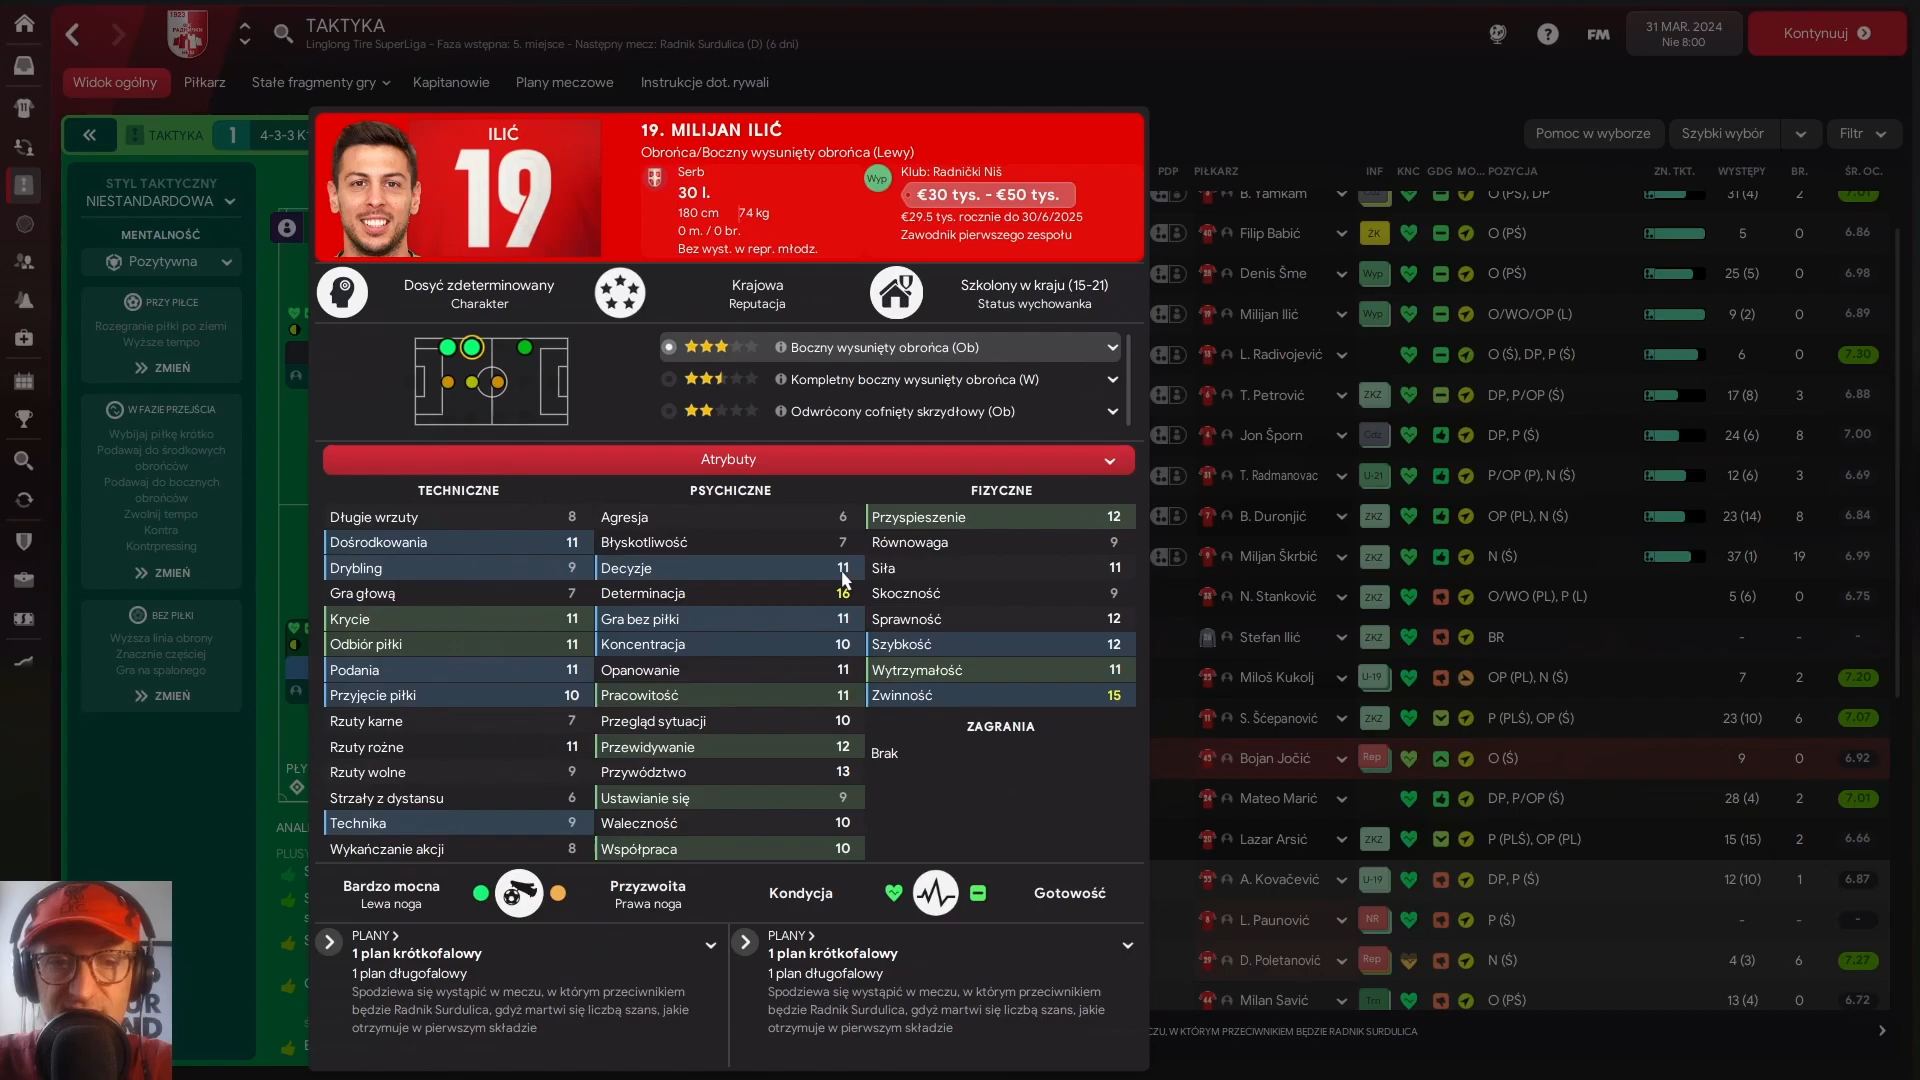 TAKTYKA
Linglong Tire SuperLiga - Faza wstępna: 5. miejsce - Następny mecz: Radnik Surdulica (D) (6 dni)
FM
31 MAR. 2024
Nie 8:00
Kontynuuj
Widok ogólny
Piłkarz
Stałe fragmenty gry
Kapitanowie
Plany meczowe
Instrukcje dot. rywali
TAKTYKA
1
4-3-3 K
Pomoc w wyborze
Szybki wybór
Filtr
STYL TAKTYCZNY
NIESTANDARDOWA
MENTALNOŚĆ
Pozytywna
PRZY PIŁCE
Rozegranie piłki po ziemi
Wyższe tempo
ZMIEŃ
W FAZIE PRZEJŚCIA
Wybijaj piłkę krótko
Podawaj do środkowych
obrońców
Podawaj do bocznych
obrońców
Zwolnij tempo
Kontra
Kontrpressing
ZMIEŃ
BEZ PIŁKI
Wyższa linia obrony
Znacznie częściej
Gra na spalonego
ZMIEŃ
ILIĆ
19
19. MILIJAN ILIĆ
Obrońca/Boczny wysunięty obrońca (Lewy)
Serb
30 l.
180 cm 74 kg
0 m. / 0 br.
Bez wyst. w repr. młodz.
Wyp
Klub: Radnički Niš
€30 tys. - €50 tys.
€29.5 tys. rocznie do 30/6/2025
Zawodnik pierwszego zespołu
Dosyć zdeterminowany
Charakter
Krajowa
Reputacja
Szkolony w kraju (15-21)
Status wychowanka
Boczny wysunięty obrońca (Ob)
Kompletny boczny wysunięty obrońca (W)
Odwrócony cofnięty skrzydłowy (Ob)
Atrybuty
TECHNICZNE
Długie wrzuty 8
Dośrodkowania 11
Drybling 9
Gra głową 7
Krycie 11
Odbiór piłki 11
Podania 11
Przyjęcie piłki 10
Rzuty karne 7
Rzuty rożne 11
Rzuty wolne 9
Strzały z dystansu 6
Technika 9
Wykańczanie akcji 8
PSYCHICZNE
Agresja 6
Błyskotliwość 7
Decyzje 11
Determinacja 16
Gra bez piłki 11
Koncentracja 10
Opanowanie 11
Pracowitość 11
Przegląd sytuacji 10
Przewidywanie 12
Przywództwo 13
Ustawianie się 9
Waleczność 10
Współpraca 10
FIZYCZNE
Przyspieszenie 12
Równowaga 9
Siła 11
Skoczność 9
Sprawność 12
Szybkość 12
Wytrzymałość 11
Zwinność 15
ZAGRANIA
Brak
Bardzo mocna
Lewa noga
Przyzwoita
Prawa noga
Kondycja
Gotowość
PLANY
1 plan krótkofalowy
1 plan długofalowy
Spodziewa się wystąpić w meczu, w którym przeciwnikiem
będzie Radnik Surdulica, gdyż martwi się liczbą szans, jakie
otrzymuje w pierwszym składzie
PLANY
1 plan krótkofalowy
1 plan długofalowy
Spodziewa się wystąpić w meczu, w którym przeciwnikiem
będzie Radnik Surdulica, gdyż martwi się liczbą szans, jakie
otrzymuje w pierwszym składzie
PDP PIŁKARZ INF KNC GDG MO... POZYCJA ZN. TKT. WYSTĘPY BR. ŚR. OC.
B. Yamkam O (PŚ), DP 31 (4) 2 7.01
Filip Babić ŻK O (PŚ) 5 0 6.86
Denis Šme Wyp O (PŚ) 25 (5) 0 6.98
Milijan Ilić Wyp O/WO/OP (L) 9 (2) 0 6.89
L. Radivojević O (Ś), DP, P (Ś) 6 0 7.30
T. Petrović ZKZ DP, P/OP (Ś) 17 (8) 3 6.88
Jon Šporn Cdz DP, P (Ś) 24 (6) 8 7.00
T. Radmanovac U-21 P/OP (P), N (Ś) 12 (6) 3 6.69
B. Duronjić ZKZ OP (PL), N (Ś) 23 (14) 8 6.84
Miljan Škrbić ZKZ N (Ś) 37 (1) 19 6.99
N. Stanković ZKZ O/WO (PL), P (L) 5 (6) 0 6.75
Stefan Ilić ZKZ BR - - -
Miloš Kukolj U-19 OP (PL), N (Ś) 7 2 7.20
S. Šćepanović ZKZ P (PLŚ), OP (Ś) 23 (10) 6 7.07
Bojan Jočić Rep O (Ś) 9 0 6.92
Mateo Marić DP, P/OP (Ś) 28 (4) 2 7.01
Lazar Arsić ZKZ P (PLŚ), OP (PL) 15 (15) 2 6.66
A. Kovačević U-19 DP, P (Ś) 12 (10) 1 6.87
L. Paunović NR P (Ś) - - -
D. Poletanović Rep N (Ś) 4 (3) 6 7.27
Milan Savić Trn O (PŚ) 13 (4) 0 6.72
CZU, W KTÓRYM PRZECIWNIKIEM BĘDZIE RADNIK SURDULICA